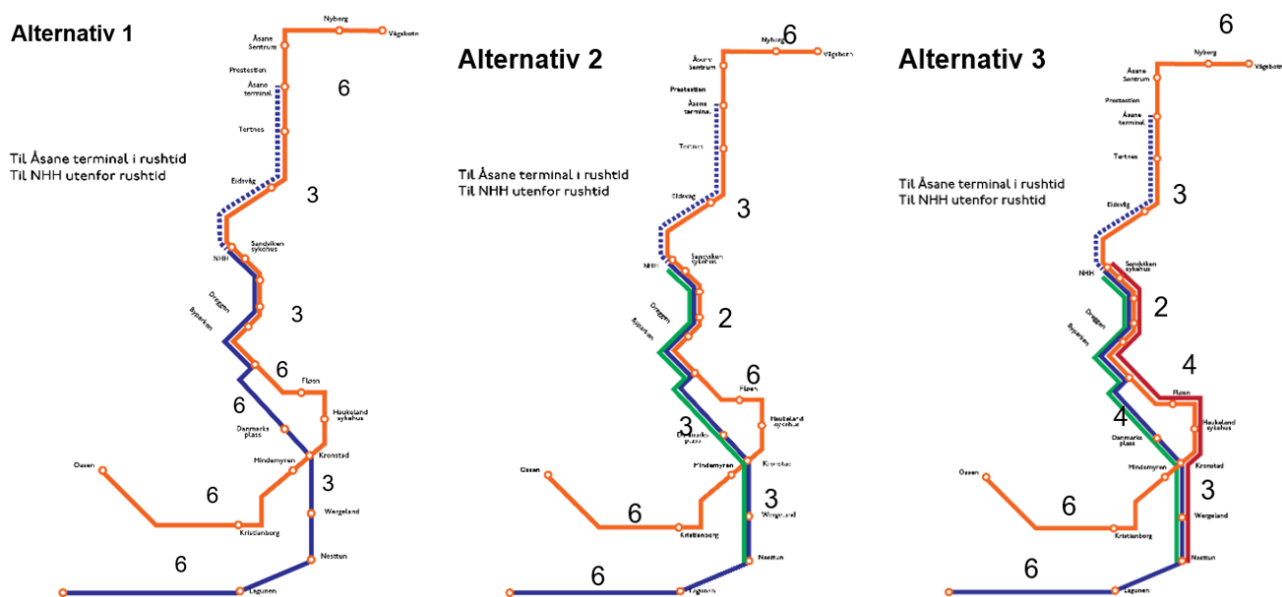 Alternativ 1
Nyborg
Vågsbotn
Åsane
Sentrum
Prestestien
Åsane
terminal
6
Tertnes
Til Åsane terminal i rushtid
Til NHH utenfor rushtid
Eidsvåg
3
Sandviken
sykehus
NHH
Dreggen
3
Byparken
6
Fløen
6
Haukeland
sykehus
Danmarks
plass
Kronstad
Mindemyren
Oasen
3
6
Wergeland
Kristianborg
Nesttun
6
Lagunen
Alternativ 2
6
Nyborg
Vågsbotn
Åsane
Sentrum
Prestestien
Åsane
terminal
Tertnes
Til Åsane terminal i rushtid
Til NHH utenfor rushtid
Eidsvåg
3
Sandviken
sykehus
NHH
Dreggen
2
Byparken
6
Fløen
Haukeland
sykehus
3
Danmarks
plass
Kronstad
Mindemyren
Oasen
3
6
Wergeland
Kristianborg
Nesttun
6
Lagunen
Alternativ 3
6
Nyborg
Vågsbotn
Åsane
Sentrum
Prestestien
Åsane
terminal
Tertnes
Til Åsane terminal i rushtid
Til NHH utenfor rushtid
Eidsvåg
3
Sandviken
sykehus
NHH
Dreggen
2
Byparken
4
Fløen
4
Haukeland
sykehus
Danmarks
plass
Kronstad
Mindemyren
Oasen
3
6
Wergeland
Kristianborg
Nesttun
6
Lagunen